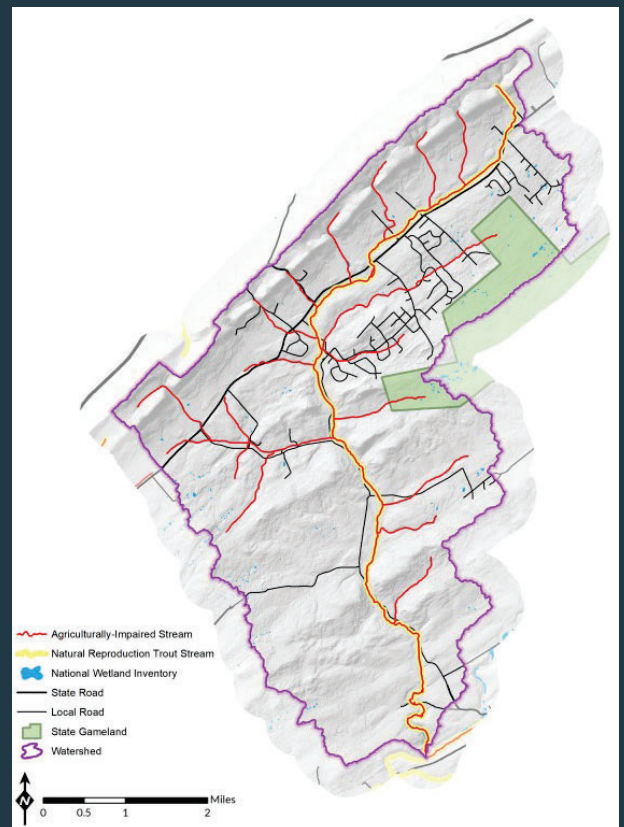 Agriculturally-Impaired Stream
Natural Reproduction Trout Stream
National Wetland Inventory
State Road
Local Road
State Gameland
Watershed
N
Miles
0 0.5 1 2